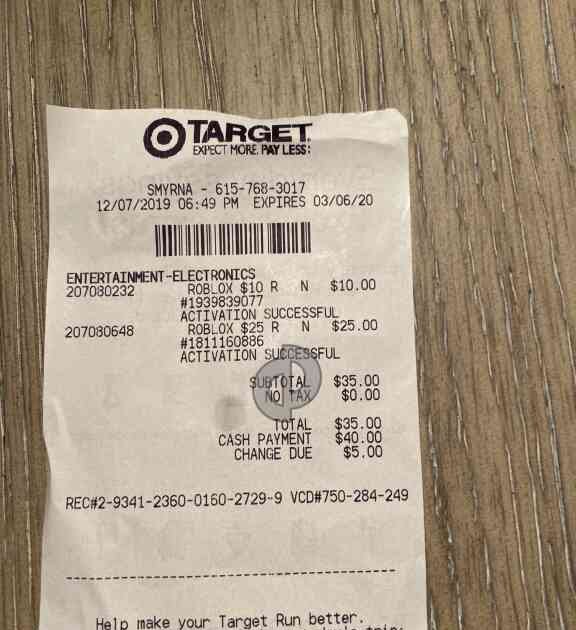 TARGET
EXPECT MORE. PAY LESS.
SMYRNA - 615-768-3017
12/07/2019 06:49 PM EXPIRES 03/06/20
ENTERTAINMENT-ELECTRONICS
207080232 ROBLOX $10 R N $10.00
#1939839077
ACTIVATION SUCCESSFUL
207080648 ROBLOX $25 R N $25.00
#1811160886
ACTIVATION SUCCESSFUL
SUBTOTAL $35.00
NO TAX $0.00
TOTAL $35.00
CASH PAYMENT $40.00
CHANGE DUE $5.00
REC#2-9341-2360-0160-2729-9 VCD#750-284-249
Help make your Target Run better.